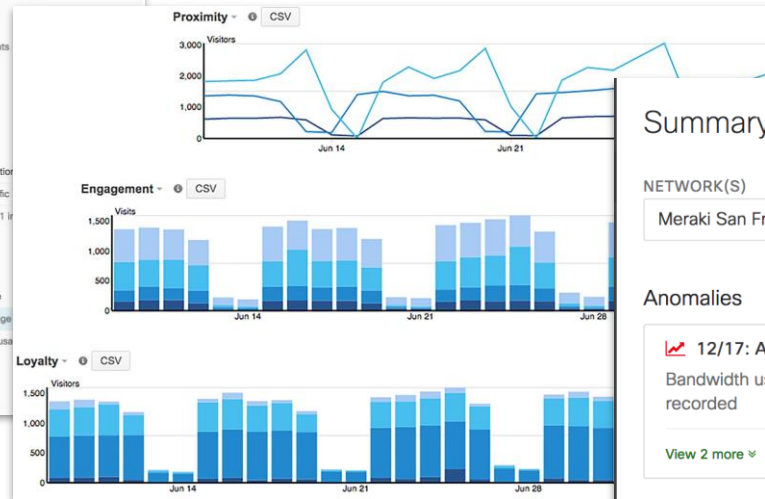 Proximity CSV
Visitors
3,000
2,000
1,000
0
Jun 14 Jun 21
Engagement CSV
Visits
1,500
1,000
500
0
Jun 14 Jun 21 Jun 28
Loyalty CSV
Visitors
1,500
1,000
500
0
Jun 14 Jun 21 Jun 28
Summary
NETWORK(S)
Meraki San Fr
Anomalies
12/17: A
Bandwidth us
recorded
View 2 more